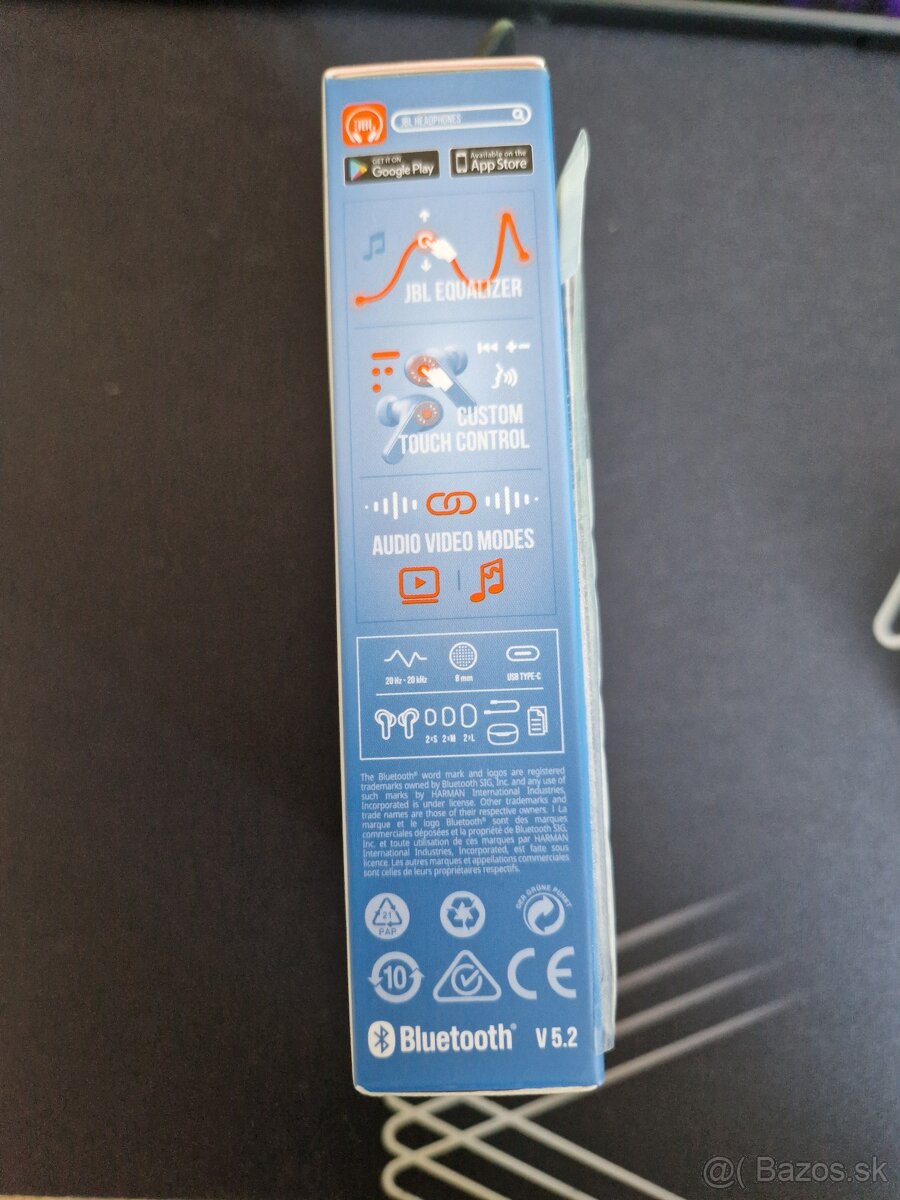 JBL
JBL HEADPHONES
GET IT ON
Google Play
Available on the
App Store
JBL EQUALIZER
CUSTOM
TOUCH CONTROL
AUDIO VIDEO MODES
20 Hz - 20 kHz
8 mm
USB TYPE-C
2×S 2×M 2×L
The Bluetooth® word mark and logos are registered
trademarks owned by Bluetooth SIG, Inc. and any use of
such marks by HARMAN International Industries,
Incorporated is under license. Other trademarks and
trade names are those of their respective owners. I La
marque et le logo Bluetooth® sont des marques
commerciales déposées et la propriété de Bluetooth SIG,
Inc. et toute utilisation de ces marques par HARMAN
International Industries, Incorporated, est faite sous
licence. Les autres marques et appellations commerciales
sont celles de leurs propriétaires respectifs.
21
PAP
DER GRÜNE PUNKT
10
CE
Bluetooth® V 5.2
@( Bazos.sk